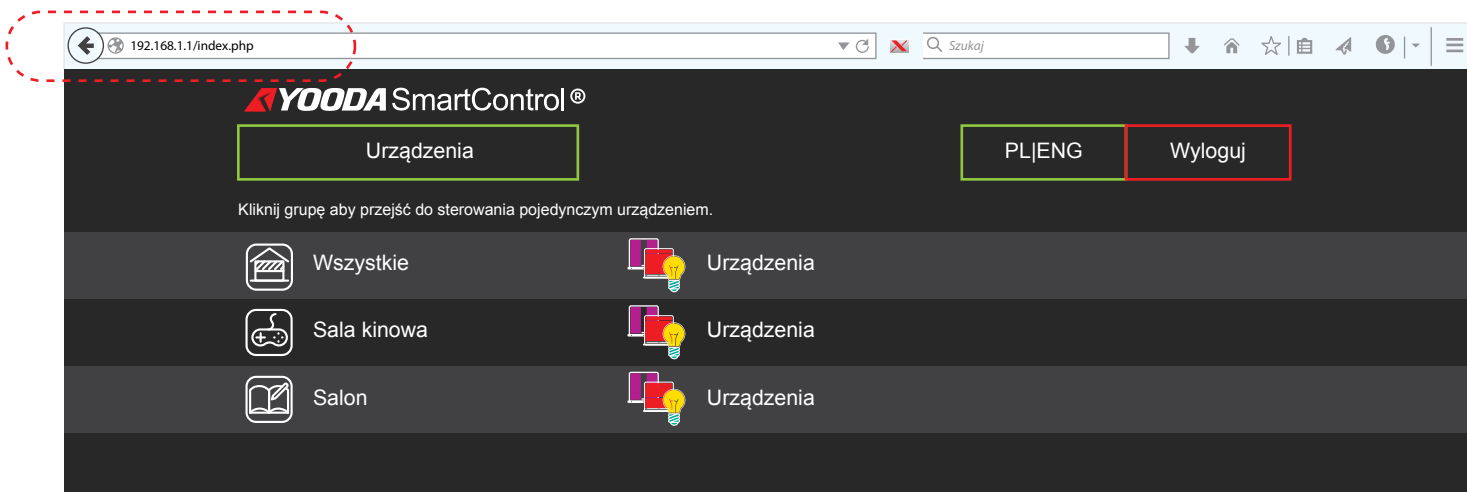 192.168.1.1/index.php
Szukaj
YOODA SmartControl ®
Urządzenia
PL|ENG
Wyloguj
Kliknij grupę aby przejść do sterowania pojedynczym urządzeniem.
Wszystkie
Urządzenia
Sala kinowa
Urządzenia
Salon
Urządzenia